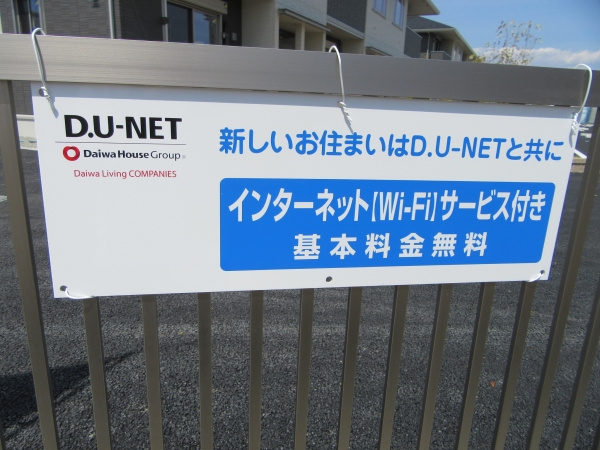 D.U-NET
Daiwa House Group®
Daiwa Living COMPANIES
新しいお住まいはD.U-NETと共に
インターネット[Wi-Fi]サービス付き
基本料金無料